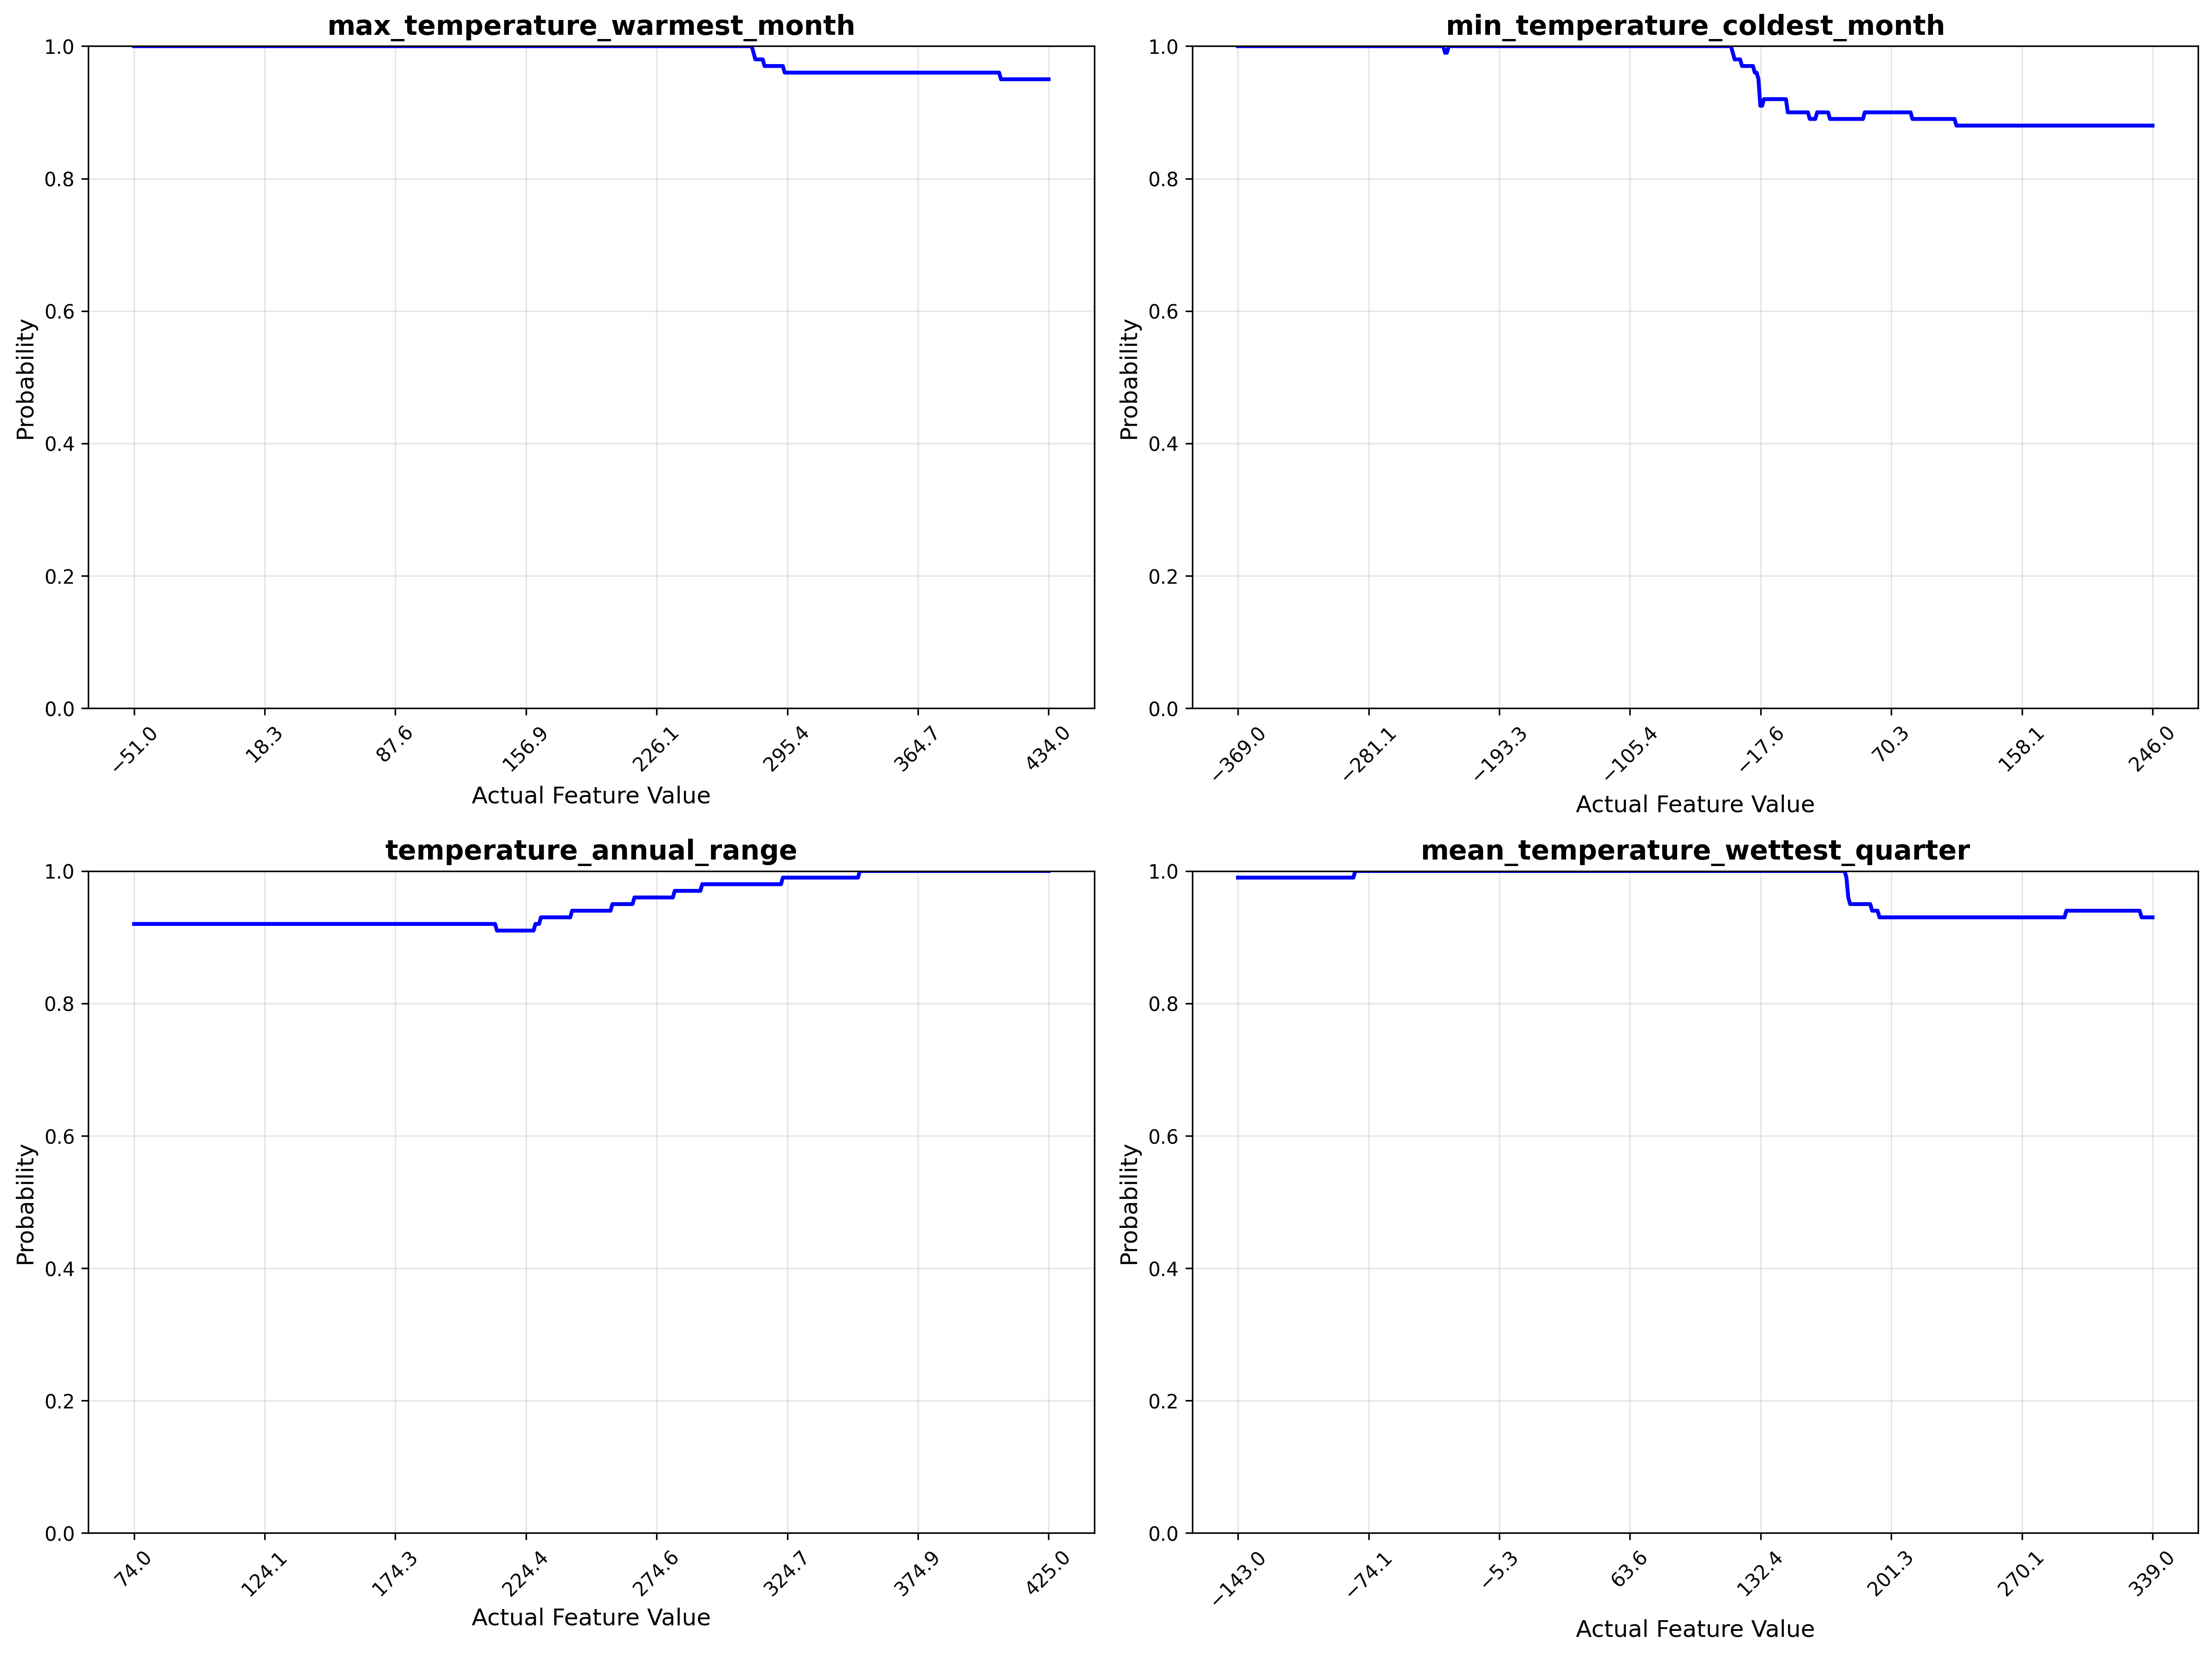 max_temperature_warmest_month
1.0
0.8
0.6
0.4
0.2
0.0
Probability
−51.0 18.3 87.6 156.9 226.1 295.4 364.7 434.0
Actual Feature Value
min_temperature_coldest_month
1.0
0.8
0.6
0.4
0.2
0.0
Probability
−369.0 −281.1 −193.3 −105.4 −17.6 70.3 158.1 246.0
Actual Feature Value
temperature_annual_range
1.0
0.8
0.6
0.4
0.2
0.0
Probability
74.0 124.1 174.3 224.4 274.6 324.7 374.9 425.0
Actual Feature Value
mean_temperature_wettest_quarter
1.0
0.8
0.6
0.4
0.2
0.0
Probability
−143.0 −74.1 −5.3 63.6 132.4 201.3 270.1 339.0
Actual Feature Value